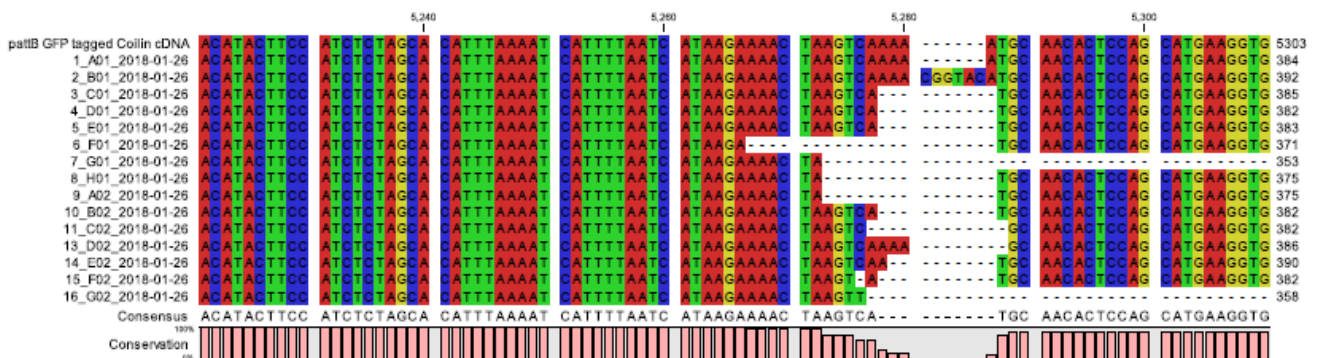 5,240 5,260 5,280 5,300
pattB GFP tagged Coilin cDNA ACATACTTCC ATCTCTAGCA CATTTAAAAT CATTTTAATC ATAAGAAAAC TAAGTCAAAA ------ATGC AACACTCCAG CATGAAGGTG 5303
1_A01_2018-01-26 ACATACTTCC ATCTCTAGCA CATTTAAAAT CATTTTAATC ATAAGAAAAC TAAGTCAAAA ------ATGC AACACTCCAG CATGAAGGTG 384
2_B01_2018-01-26 ACATACTTCC ATCTCTAGCA CATTTAAAAT CATTTTAATC ATAAGAAAAC TAAGTCAAAA CGGTACATGC AACACTCCAG CATGAAGGTG 392
3_C01_2018-01-26 ACATACTTCC ATCTCTAGCA CATTTAAAAT CATTTTAATC ATAAGAAAAC TAAGTCA--- -------TGC AACACTCCAG CATGAAGGTG 385
4_D01_2018-01-26 ACATACTTCC ATCTCTAGCA CATTTAAAAT CATTTTAATC ATAAGAAAAC TAAGTCA--- -------TGC AACACTCCAG CATGAAGGTG 382
5_E01_2018-01-26 ACATACTTCC ATCTCTAGCA CATTTAAAAT CATTTTAATC ATAAGAAAAC TAAGTCA--- -------TGC AACACTCCAG CATGAAGGTG 383
6_F01_2018-01-26 ACATACTTCC ATCTCTAGCA CATTTAAAAT CATTTTAATC ATAAGA---- ---------- -------TGC AACACTCCAG CATGAAGGTG 371
7_G01_2018-01-26 ACATACTTCC ATCTCTAGCA CATTTAAAAT CATTTTAATC ATAAGAAAAC TA-------- ---------- ---------- ---------- 353
8_H01_2018-01-26 ACATACTTCC ATCTCTAGCA CATTTAAAAT CATTTTAATC ATAAGAAAAC TA-------- -------TGC AACACTCCAG CATGAAGGTG 375
9_A02_2018-01-26 ACATACTTCC ATCTCTAGCA CATTTAAAAT CATTTTAATC ATAAGAAAAC TA-------- -------TGC AACACTCCAG CATGAAGGTG 375
10_B02_2018-01-26 ACATACTTCC ATCTCTAGCA CATTTAAAAT CATTTTAATC ATAAGAAAAC TAAGTCA--- -------TGC AACACTCCAG CATGAAGGTG 382
11_C02_2018-01-26 ACATACTTCC ATCTCTAGCA CATTTAAAAT CATTTTAATC ATAAGAAAAC TAAGTC---- --------GC AACACTCCAG CATGAAGGTG 382
13_D02_2018-01-26 ACATACTTCC ATCTCTAGCA CATTTAAAAT CATTTTAATC ATAAGAAAAC TAAGTCAAAA --------GC AACACTCCAG CATGAAGGTG 386
14_E02_2018-01-26 ACATACTTCC ATCTCTAGCA CATTTAAAAT CATTTTAATC ATAAGAAAAC TAAGTCAA-- -------TGC AACACTCCAG CATGAAGGTG 390
15_F02_2018-01-26 ACATACTTCC ATCTCTAGCA CATTTAAAAT CATTTTAATC ATAAGAAAAC TAAGT-A--- -------TGC AACACTCCAG CATGAAGGTG 382
16_G02_2018-01-26 ACATACTTCC ATCTCTAGCA CATTTAAAAT CATTTTAATC ATAAGAAAAC TAAGTT---- ---------- ---------- ---------- 358
Consensus ACATACTTCC ATCTCTAGCA CATTTAAAAT CATTTTAATC ATAAGAAAAC TAAGTCA--- -------TGC AACACTCCAG CATGAAGGTG
100%
Conservation